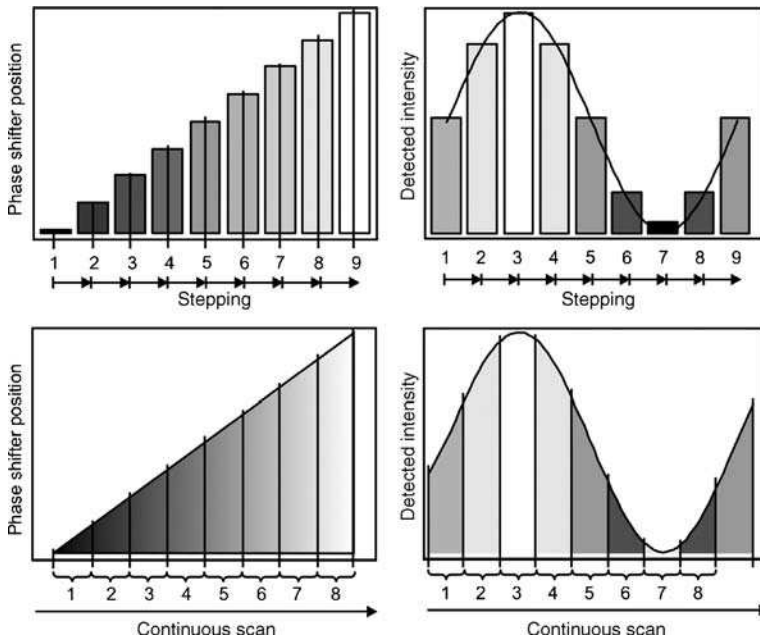 Phase shifter position
1 2 3 4 5 6 7 8 9
Stepping
Detected intensity
1 2 3 4 5 6 7 8 9
Stepping
Phase shifter position
1 2 3 4 5 6 7 8
Continuous scan
Detected intensity
1 2 3 4 5 6 7 8
Continuous scan